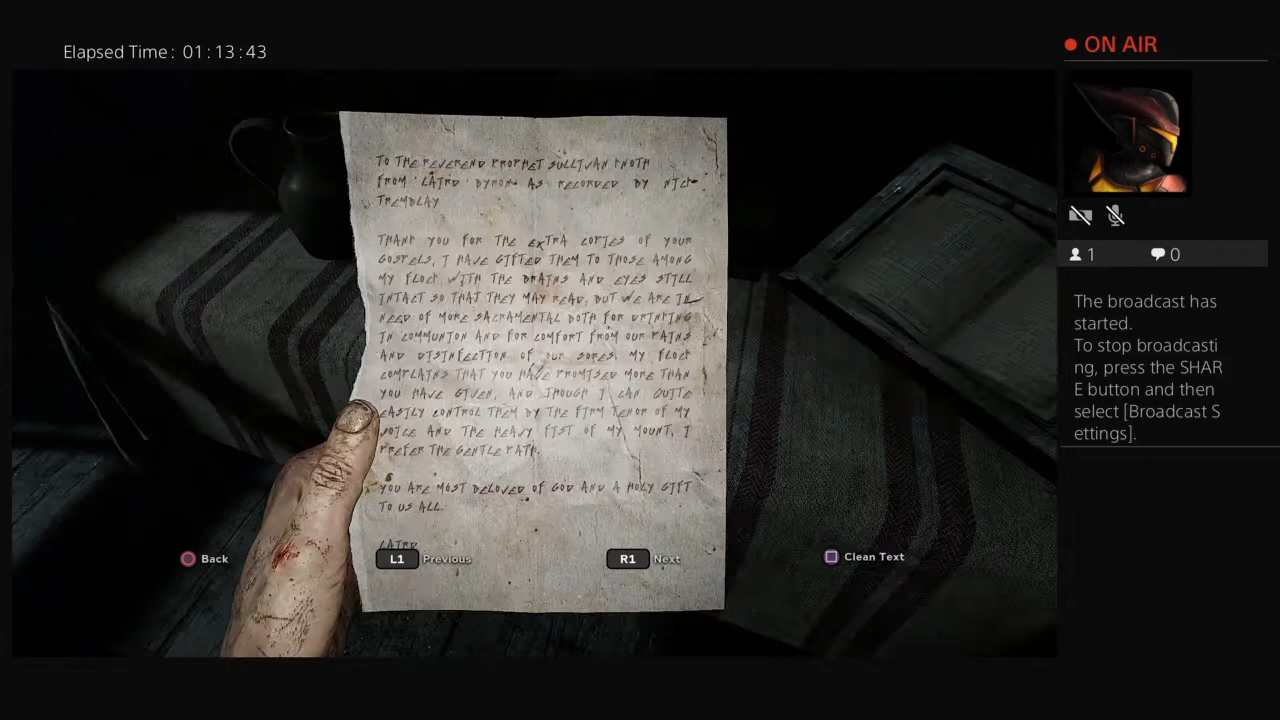 Elapsed Time: 01:13:43
ON AIR
TO THE REVEREND PROPHET SULLIVAN KNOTH
FROM LAIRD BYRON AS RECORDED BY NICK
TREMBLAY
THANK YOU FOR THE EXTRA COPIES OF YOUR
GOSPELS, I HAVE GIFTED THEM TO THOSE AMONG
MY FLOCK WITH THE BRAINS AND EYES STILL
INTACT SO THAT THEY MAY READ, BUT WE ARE IN
NEED OF MORE SACRAMENTAL BOTH FOR DRINKING
IN COMMUNION AND FOR COMFORT FROM OUR PAINS
AND DISINFECTION OF OUR SORES. MY FLOCK
COMPLAINS THAT YOU HAVE PROMISED MORE THAN
YOU HAVE GIVEN, AND THOUGH I CAN QUITE
EASILY CONTROL THEM BY THE FIRM TENOR OF MY
VOICE AND THE HEAVY FIST OF MY MOUNT, I
PREFER THE GENTLE PATH.
YOU ARE MOST BELOVED OF GOD AND A HOLY GIFT
TO US ALL.
LAIRD
Back
L1 Previous
R1 Next
Clean Text
1
0
The broadcast has
started.
To stop broadcasti
ng, press the SHAR
E button and then
select [Broadcast S
ettings].